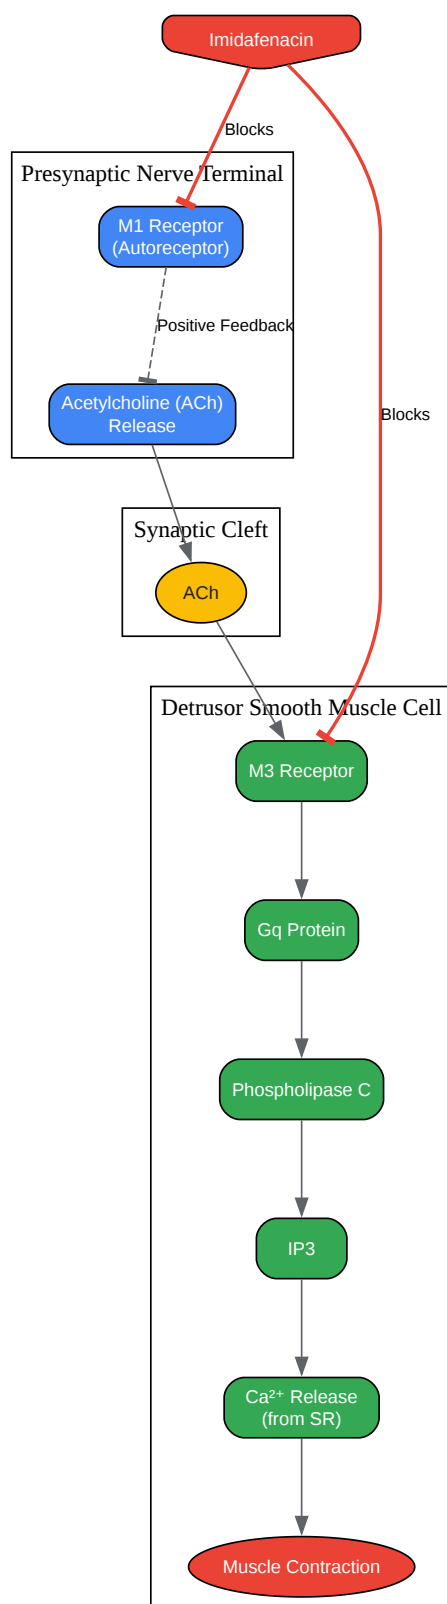 Imidafenacin
Blocks
Presynaptic Nerve Terminal
M1 Receptor
(Autoreceptor)
Positive Feedback
Acetylcholine (ACh)
Release
Blocks
Synaptic Cleft
ACh
Detrusor Smooth Muscle Cell
M3 Receptor
Gq Protein
Phospholipase C
IP3
Ca²⁺ Release
(from SR)
Muscle Contraction